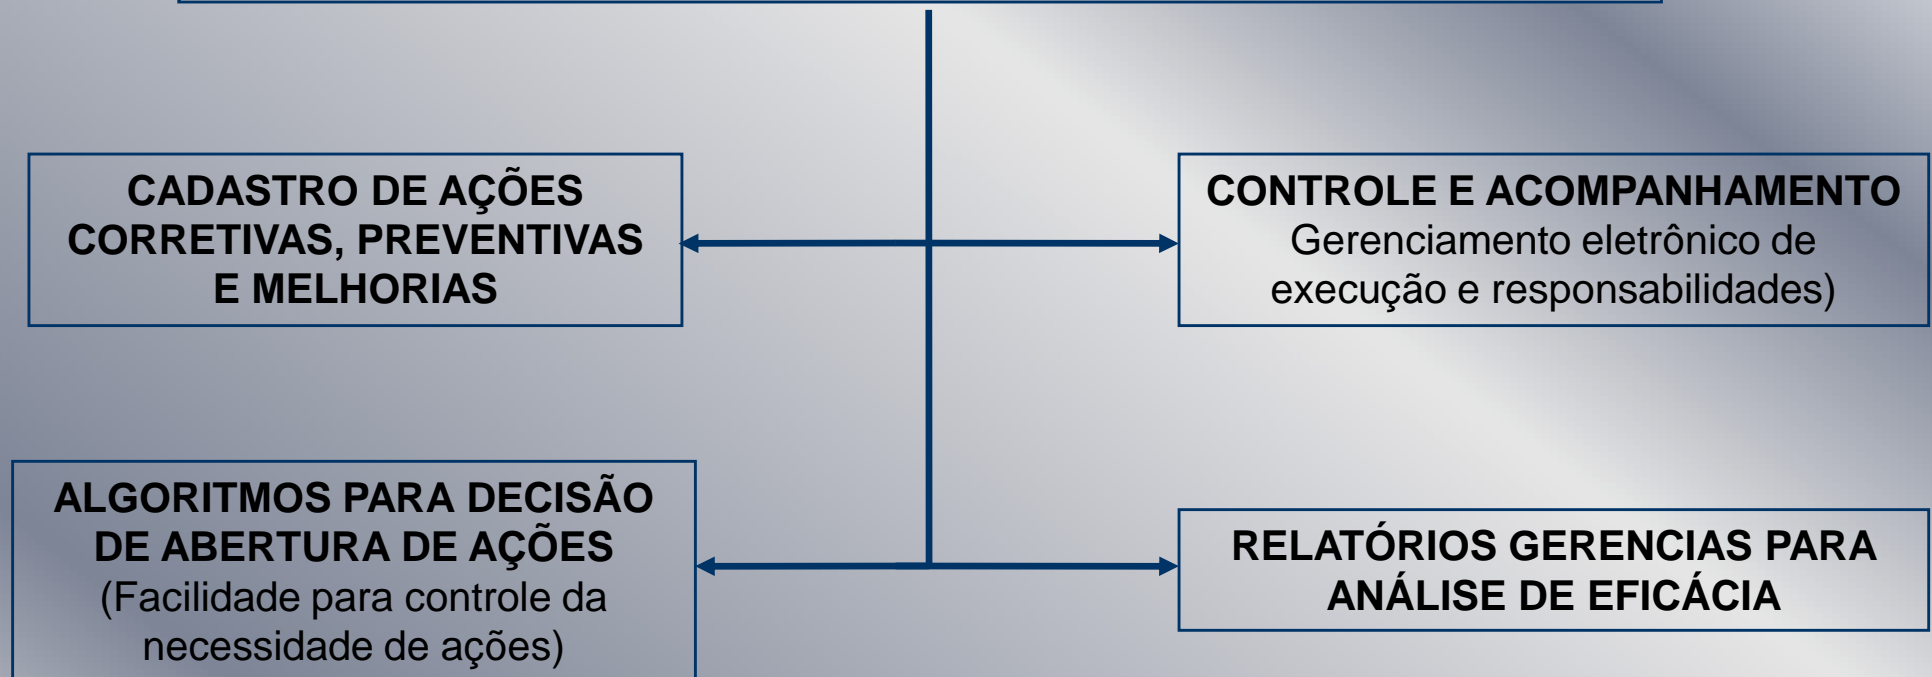 CADASTRO DE AÇÕES
CORRETIVAS, PREVENTIVAS
E MELHORIAS
CONTROLE E ACOMPANHAMENTO
Gerenciamento eletrônico de
execução e responsabilidades)
ALGORITMOS PARA DECISÃO
DE ABERTURA DE AÇÕES
(Facilidade para controle da
necessidade de ações)
RELATÓRIOS GERENCIAS PARA
ANÁLISE DE EFICÁCIA